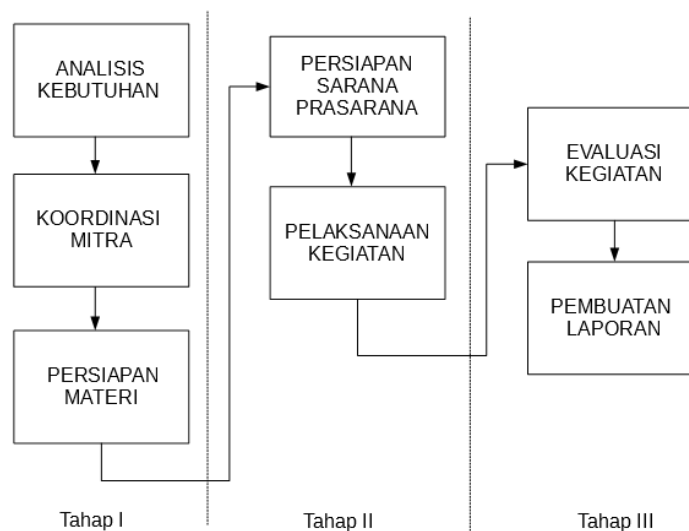 ANALISIS
KEBUTUHAN
KOORDINASI
MITRA
PERSIAPAN
MATERI
Tahap I
PERSIAPAN
SARANA
PRASARANA
PELAKSANAAN
KEGIATAN
Tahap II
EVALUASI
KEGIATAN
PEMBUATAN
LAPORAN
Tahap III